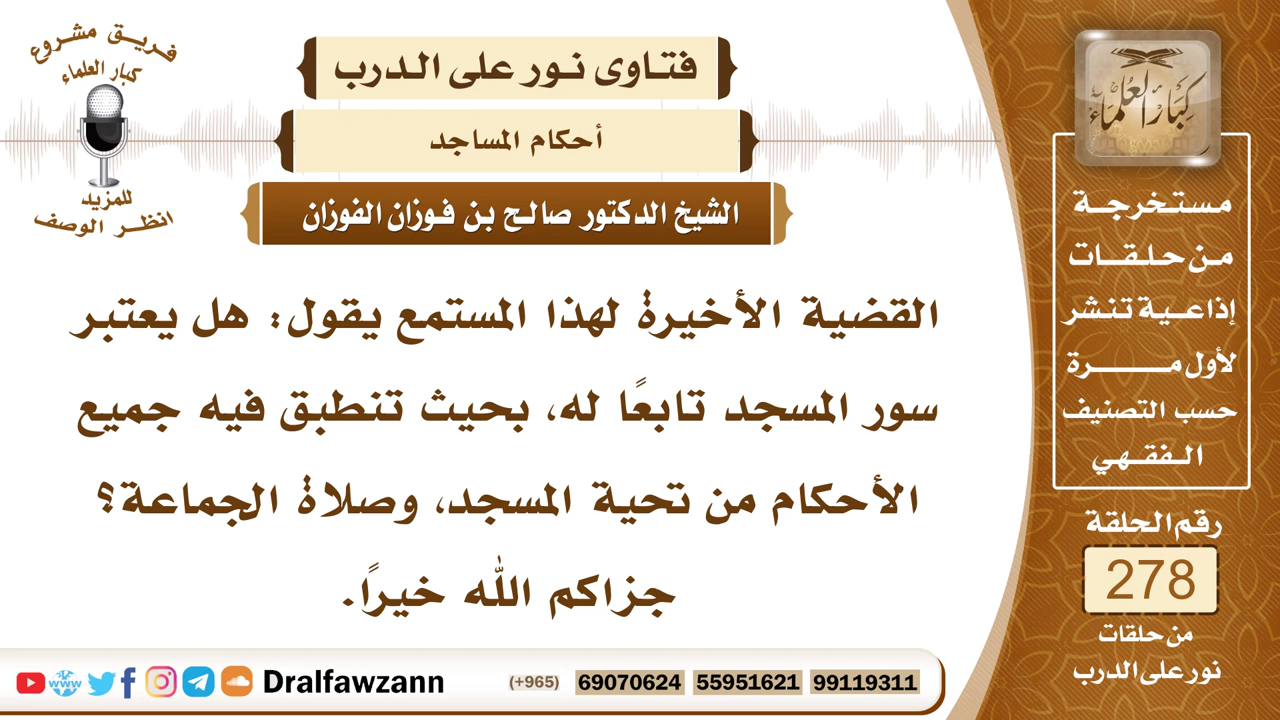 فريق مشروع
كبار العلماء
للمزيد
انظر الوصف
فتاوى نور على الدرب
أحكام المساجد
الشيخ الدكتور صالح بن فوزان الفوزان
القضية الأخيرة لهذا المستمع يقول: هل يعتبر
سور المسجد تابعًا له، بحيث تنطبق فيه جميع
الأحكام من تحية المسجد، وصلاة الجماعة؟
جزاكم الله خيرًا.
كبار العلماء
مستخرجة
من حلقات
إذاعية تنشر
لأول مرة
حسب التصنيف
الفقهي
رقم الحلقة
278
من حلقات
نور على الدرب
www
Dralfawzann
(+965) 69070624 55951621 99119311